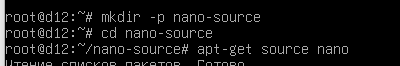 root@d12:~# mkdir -p nano-source
root@d12:~# cd nano-source
root@d12:~/nano-source# apt-get source nano
Чтение списков пакетов… Готово